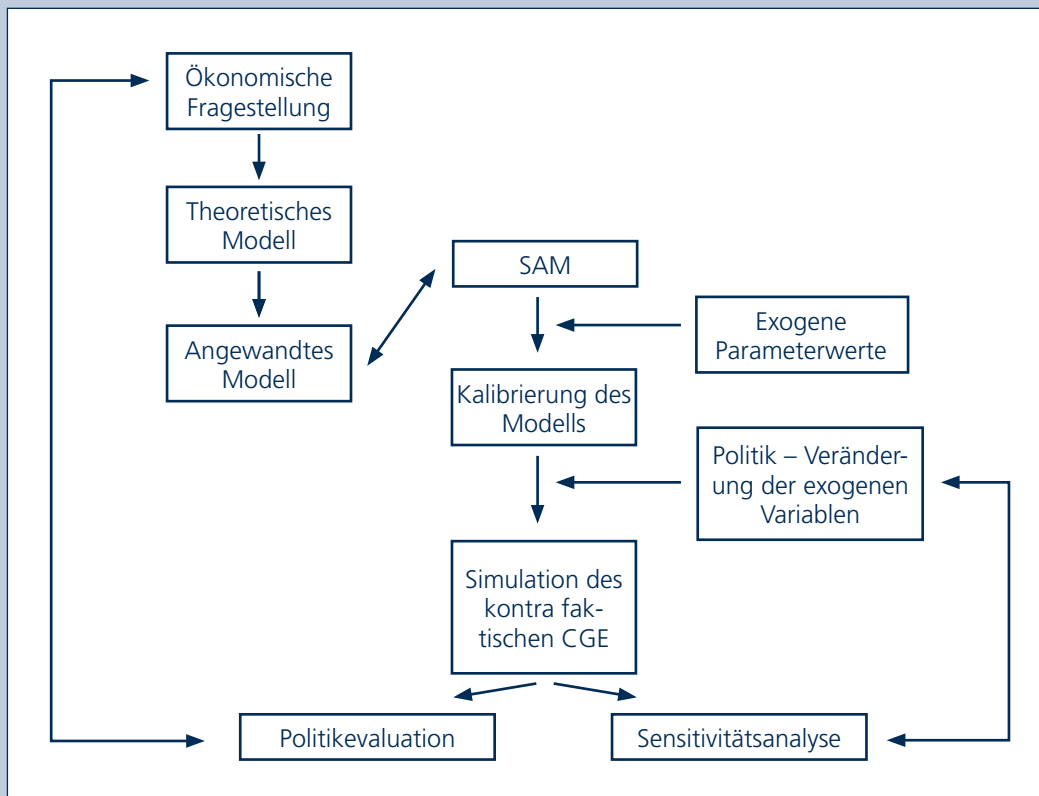 Ökonomische
Fragestellung
Theoretisches
Modell
SAM
Exogene
Parameterwerte
Angewandtes
Modell
Kalibrierung des
Modells
Politik – Veränder-
ung der exogenen
Variablen
Simulation des
kontra fak-
tischen CGE
Politikevaluation
Sensitivitätsanalyse